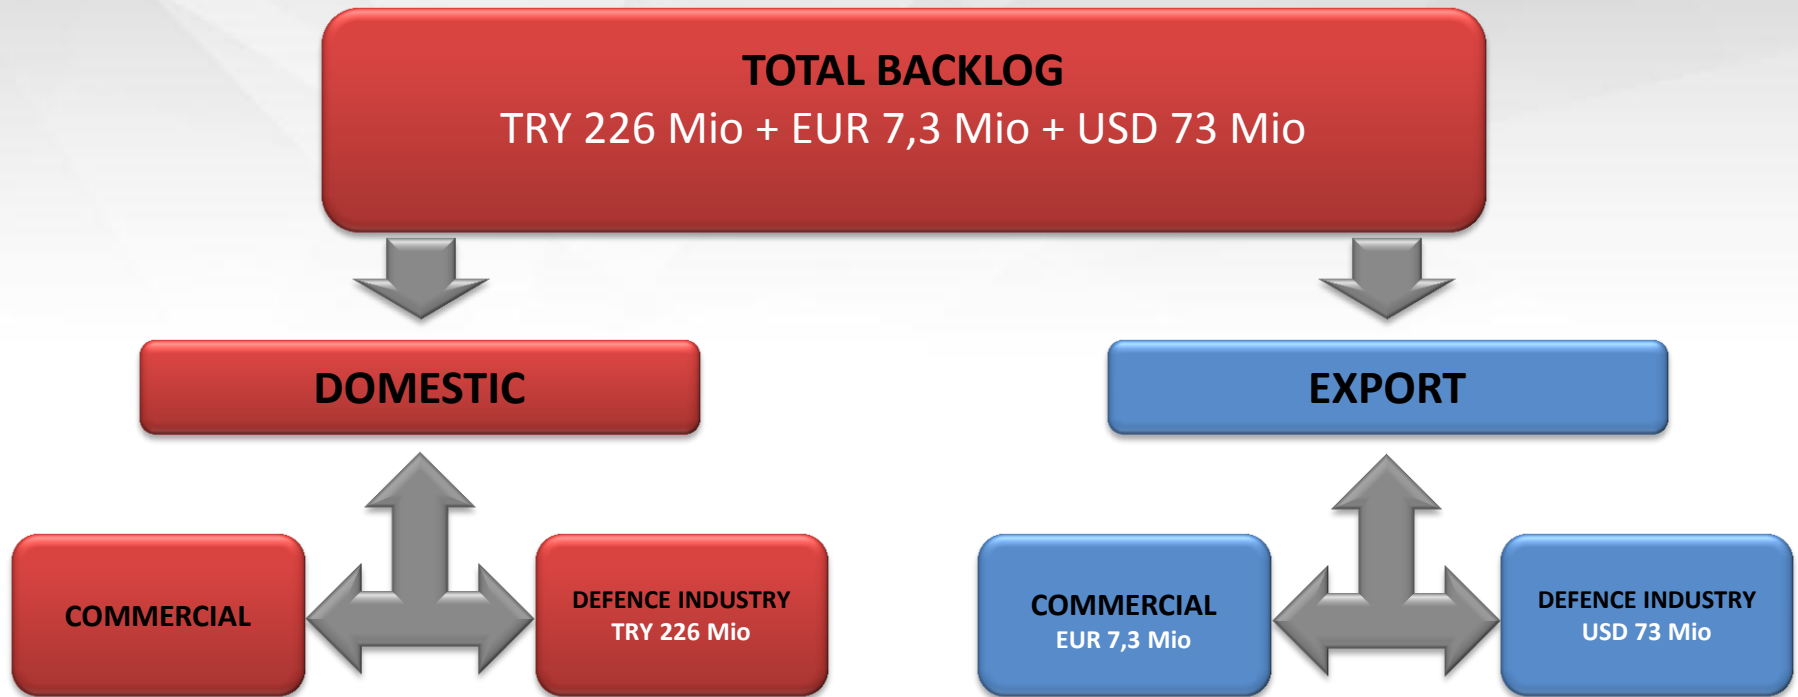 TOTAL BACKLOG
TRY 226 Mio + EUR 7,3 Mio + USD 73 Mio
DOMESTIC
EXPORT
COMMERCIAL
DEFENCE INDUSTRY
TRY 226 Mio
COMMERCIAL
EUR 7,3 Mio
DEFENCE INDUSTRY
USD 73 Mio